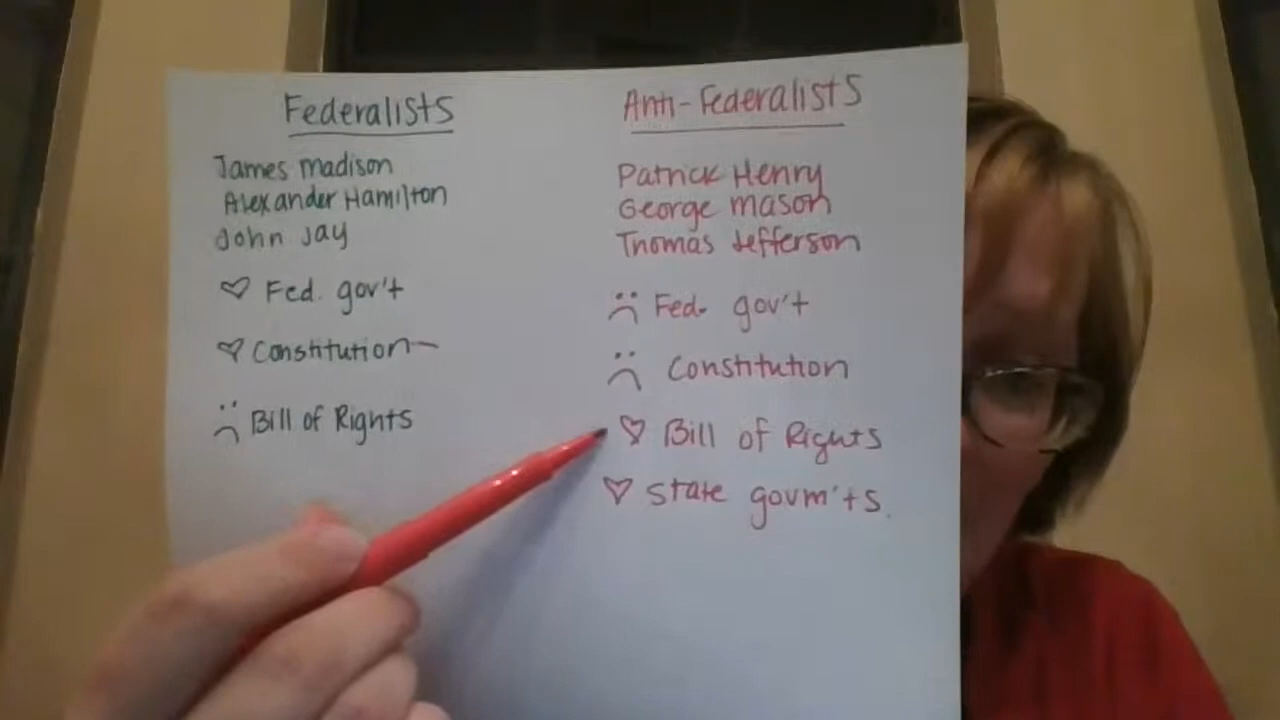 Federalists
James Madison
Alexander Hamilton
John Jay
♡ Fed. gov't
♡ Constitution
☹ Bill of Rights
Anti-Federalists
Patrick Henry
George Mason
Thomas Jefferson
☹ Fed. gov't
☹ Constitution
♡ Bill of Rights
♡ State govm'ts.